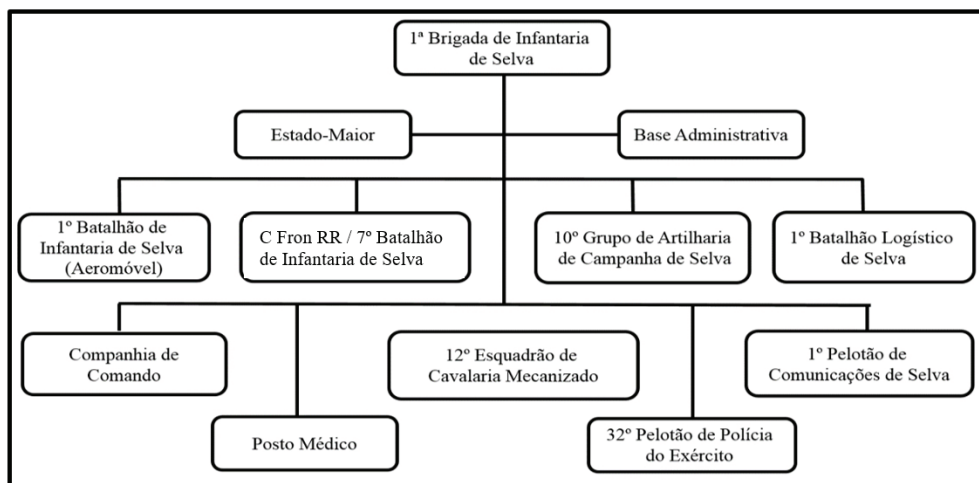 1ª Brigada de Infantaria
de Selva
Estado-Maior
Base Administrativa
1º Batalhão de
Infantaria de Selva
(Aeromóvel)
C Fron RR / 7º Batalhão
de Infantaria de Selva
10º Grupo de Artilharia
de Campanha de Selva
1º Batalhão Logístico
de Selva
Companhia de
Comando
12º Esquadrão de
Cavalaria Mecanizado
1º Pelotão de
Comunicações de Selva
Posto Médico
32º Pelotão de Polícia
do Exército